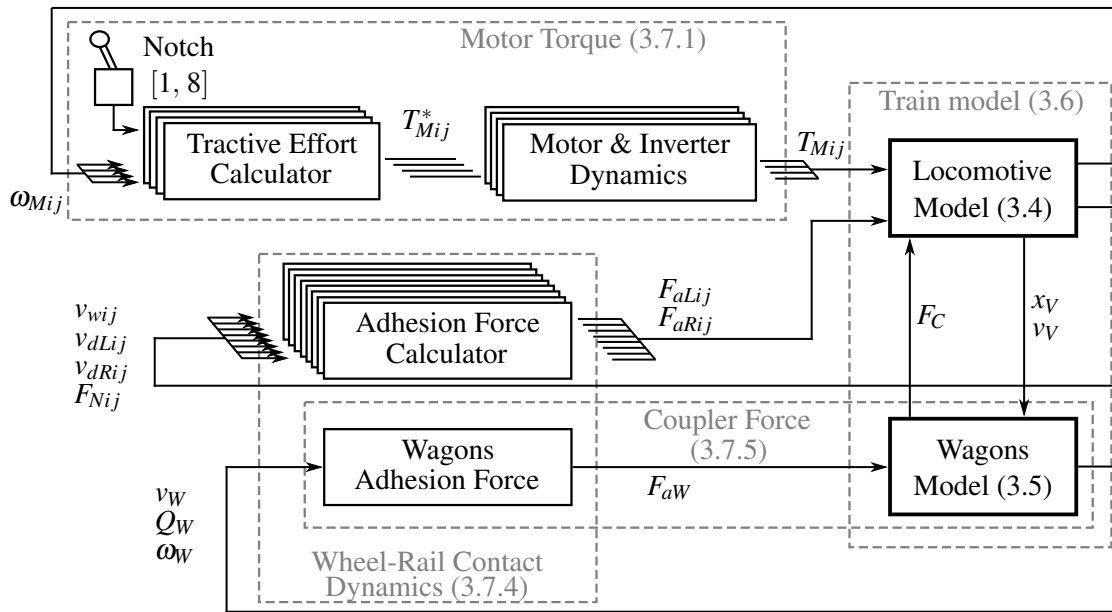 Motor Torque (3.7.1)
Notch
[1, 8]
Train model (3.6)
Tractive Effort
Calculator
T*Mij
Motor & Inverter
Dynamics
TMij
Locomotive
Model (3.4)
ωMij
vwij
vdLij
vdRij
FNij
Adhesion Force
Calculator
FaLij
FaRij
FC
xV
vV
Coupler Force
(3.7.5)
Wagons
Adhesion Force
FaW
Wagons
Model (3.5)
vW
QW
ωW
Wheel-Rail Contact
Dynamics (3.7.4)